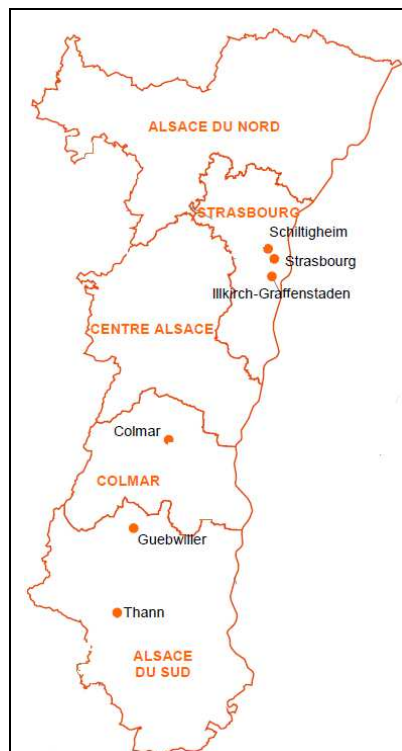 ALSACE DU NORD
STRASBOURG
Schiltigheim
Strasbourg
Illkirch-Graffenstaden
CENTRE ALSACE
Colmar
COLMAR
Guebwiller
Thann
ALSACE
DU SUD